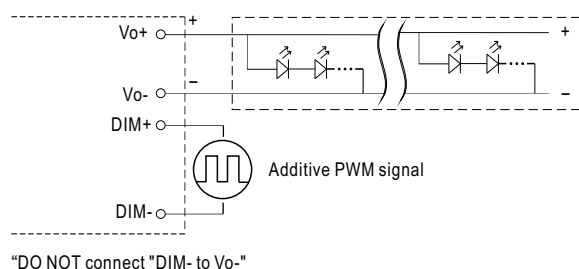 Vo+
+
+
Vo-
–
–
DIM+
Additive PWM signal
DIM-
“DO NOT connect "DIM- to Vo-"